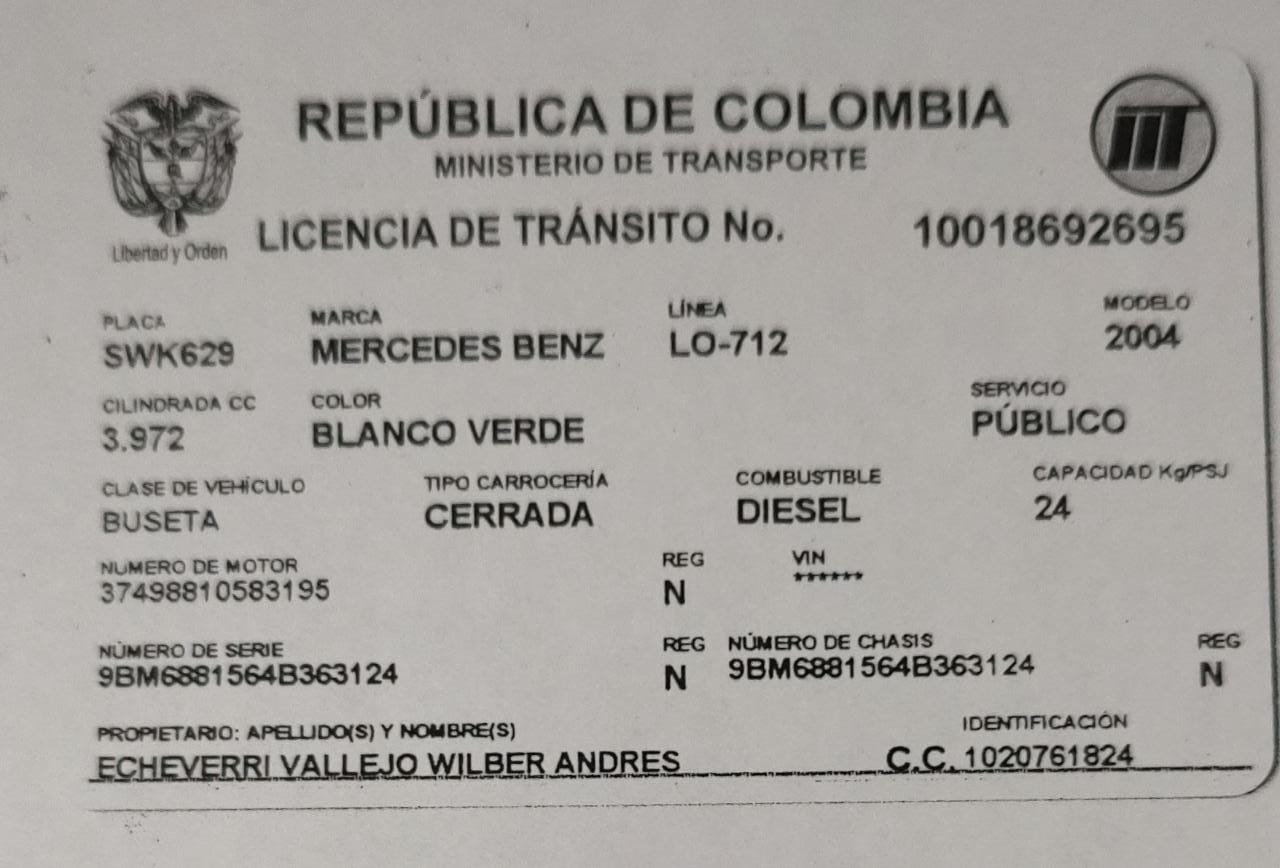 REPÚBLICA DE COLOMBIA
MINISTERIO DE TRANSPORTE
Libertad y Orden
LICENCIA DE TRÁNSITO No. 10018692695
PLACA MARCA LÍNEA MODELO
SWK629 MERCEDES BENZ LO-712 2004
CILINDRADA CC COLOR SERVICIO
3.972 BLANCO VERDE PÚBLICO
CLASE DE VEHÍCULO TIPO CARROCERÍA COMBUSTIBLE CAPACIDAD Kg/PSJ
BUSETA CERRADA DIESEL 24
NUMERO DE MOTOR REG VIN
37498810583195 N ******
NÚMERO DE SERIE REG NÚMERO DE CHASIS REG
9BM6881564B363124 N 9BM6881564B363124 N
PROPIETARIO: APELLIDO(S) Y NOMBRE(S) IDENTIFICACIÓN
ECHEVERRI VALLEJO WILBER ANDRES C.C. 1020761824